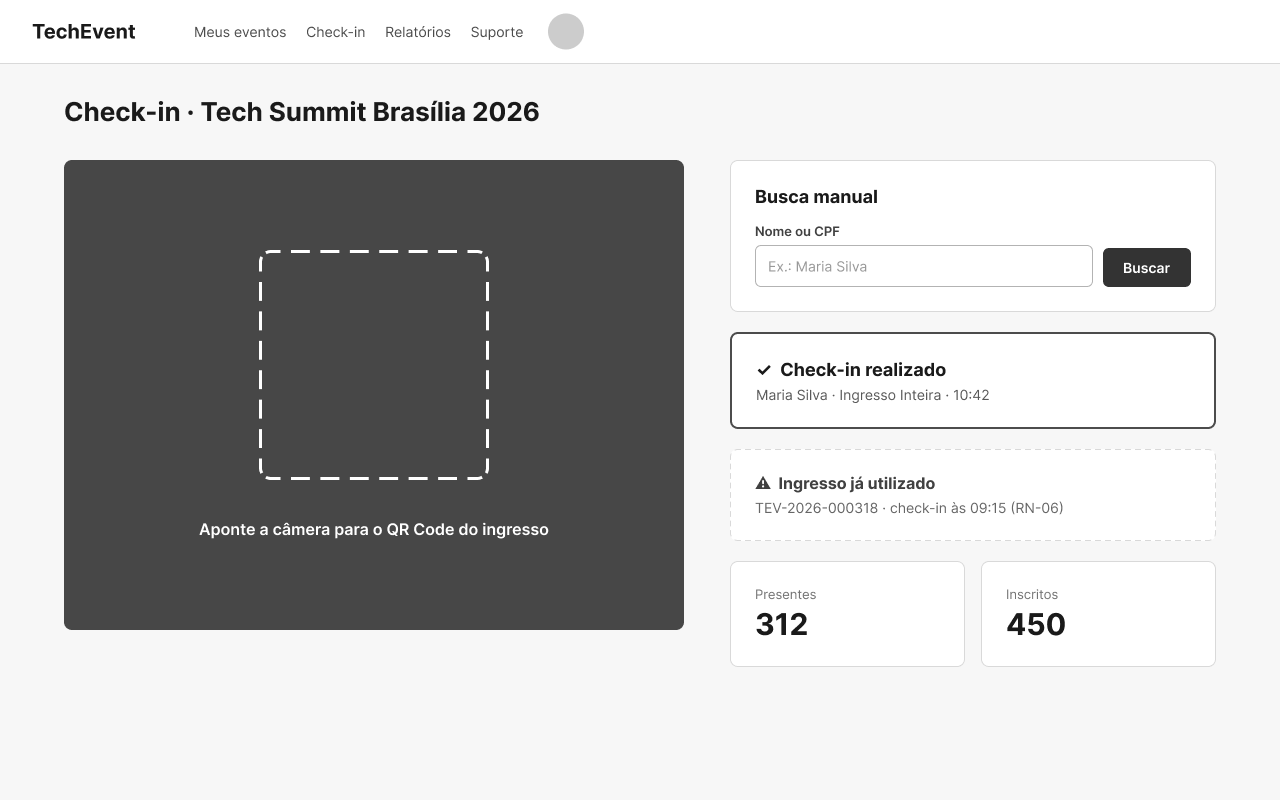 TechEvent
Meus eventos Check-in Relatórios Suporte
Check-in · Tech Summit Brasília 2026
Aponte a câmera para o QR Code do ingresso
Busca manual
Nome ou CPF
Ex.: Maria Silva
Buscar
✓ Check-in realizado
Maria Silva · Ingresso Inteira · 10:42
⚠ Ingresso já utilizado
TEV-2026-000318 · check-in às 09:15 (RN-06)
Presentes
312
Inscritos
450